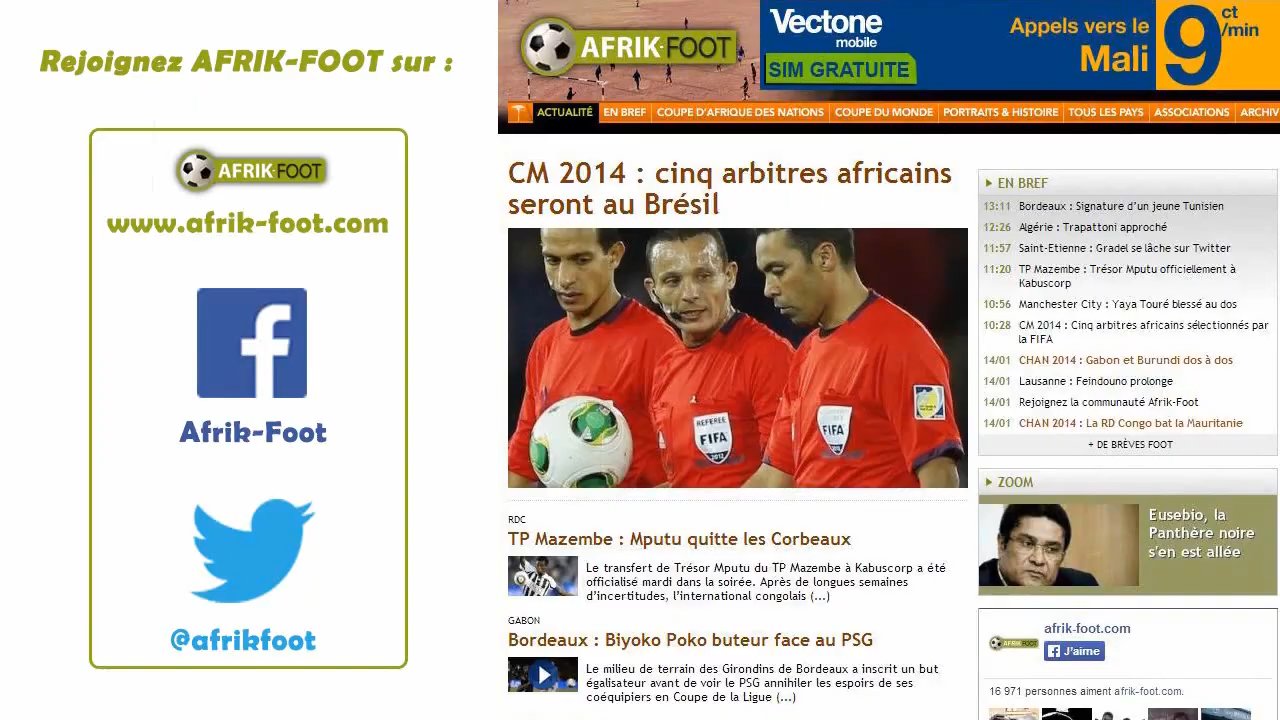 Rejoignez AFRIK-FOOT sur :
AFRIK-FOOT
www.afrik-foot.com
f
Afrik-Foot
@afrikfoot
AFRIK-FOOT
Vectone
mobile
SIM GRATUITE
Appels vers le
Mali
9 ct /min
ACTUALITÉ EN BREF COUPE D'AFRIQUE DES NATIONS COUPE DU MONDE PORTRAITS & HISTOIRE TOUS LES PAYS ASSOCIATIONS ARCHIV
CM 2014 : cinq arbitres africains
seront au Brésil
REFEREE
FIFA
2012
FIFA
RDC
TP Mazembe : Mputu quitte les Corbeaux
Le transfert de Trésor Mputu du TP Mazembe à Kabuscorp a été
officialisé mardi dans la soirée. Après de longues semaines
d'incertitudes, l'international congolais (...)
GABON
Bordeaux : Biyoko Poko buteur face au PSG
Le milieu de terrain des Girondins de Bordeaux a inscrit un but
égalisateur avant de voir le PSG annihiler les espoirs de ses
coéquipiers en Coupe de la Ligue (...)
EN BREF
13:11 Bordeaux : Signature d'un jeune Tunisien
12:26 Algérie : Trapattoni approché
11:57 Saint-Etienne : Gradel se lâche sur Twitter
11:20 TP Mazembe : Trésor Mputu officiellement à
Kabuscorp
10:56 Manchester City : Yaya Touré blessé au dos
10:28 CM 2014 : Cinq arbitres africains sélectionnés par
la FIFA
14/01 CHAN 2014 : Gabon et Burundi dos à dos
14/01 Lausanne : Feindouno prolonge
14/01 Rejoignez la communauté Afrik-Foot
14/01 CHAN 2014 : La RD Congo bat la Mauritanie
+ DE BRÈVES FOOT
ZOOM
Eusebio, la
Panthère noire
s'en est allée
AFRIK-FOOT
afrik-foot.com
f J'aime
16 971 personnes aiment afrik-foot.com.